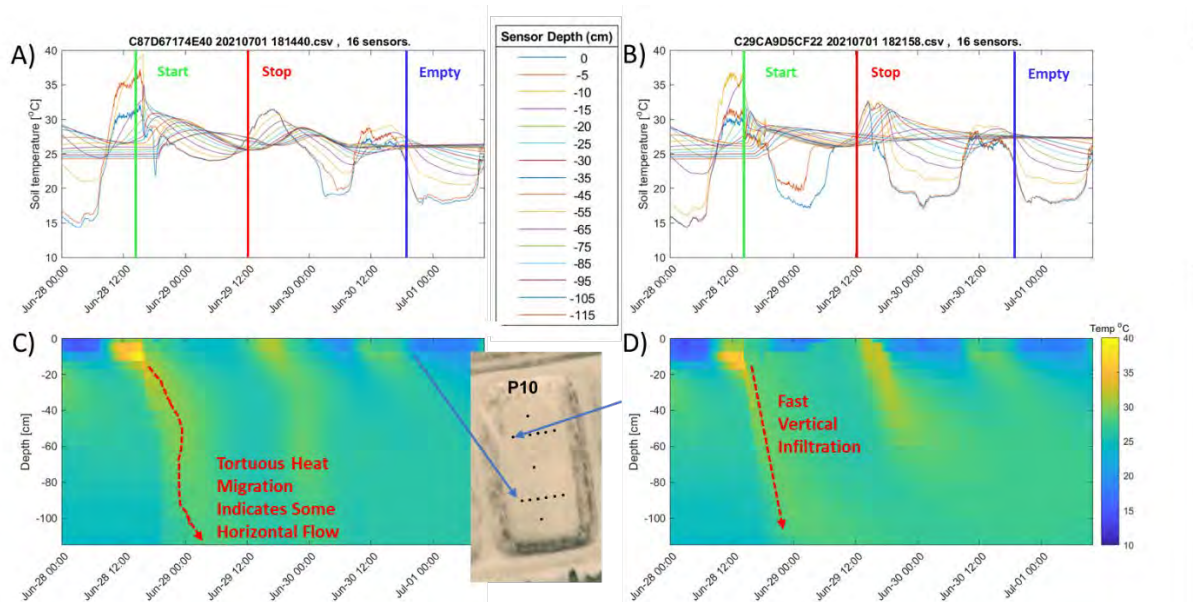 A)
C87D67174E40 20210701 181440.csv , 16 sensors.
Start
Stop
Empty
Soil temperature [°C]
40
35
30
25
20
15
10
Jun-28 00:00
Jun-28 12:00
Jun-29 00:00
Jun-29 12:00
Jun-30 00:00
Jun-30 12:00
Jul-01 00:00
Sensor Depth (cm)
0
-5
-10
-15
-20
-25
-30
-35
-45
-55
-65
-75
-85
-95
-105
-115
B)
C29CA9D5CF22 20210701 182158.csv , 16 sensors.
Start
Stop
Empty
Soil temperature [°C]
40
35
30
25
20
15
10
Jun-28 00:00
Jun-28 12:00
Jun-29 00:00
Jun-29 12:00
Jun-30 00:00
Jun-30 12:00
Jul-01 00:00
C)
Depth [cm]
0
-20
-40
-60
-80
-100
Tortuous Heat
Migration
Indicates Some
Horizontal Flow
Jun-28 00:00
Jun-28 12:00
Jun-29 00:00
Jun-29 12:00
Jun-30 00:00
Jun-30 12:00
Jul-01 00:00
P10
D)
Depth [cm]
0
-20
-40
-60
-80
-100
Fast
Vertical
Infiltration
Jun-28 00:00
Jun-28 12:00
Jun-29 00:00
Jun-29 12:00
Jun-30 00:00
Jun-30 12:00
Jul-01 00:00
Temp °C
40
35
30
25
20
15
10